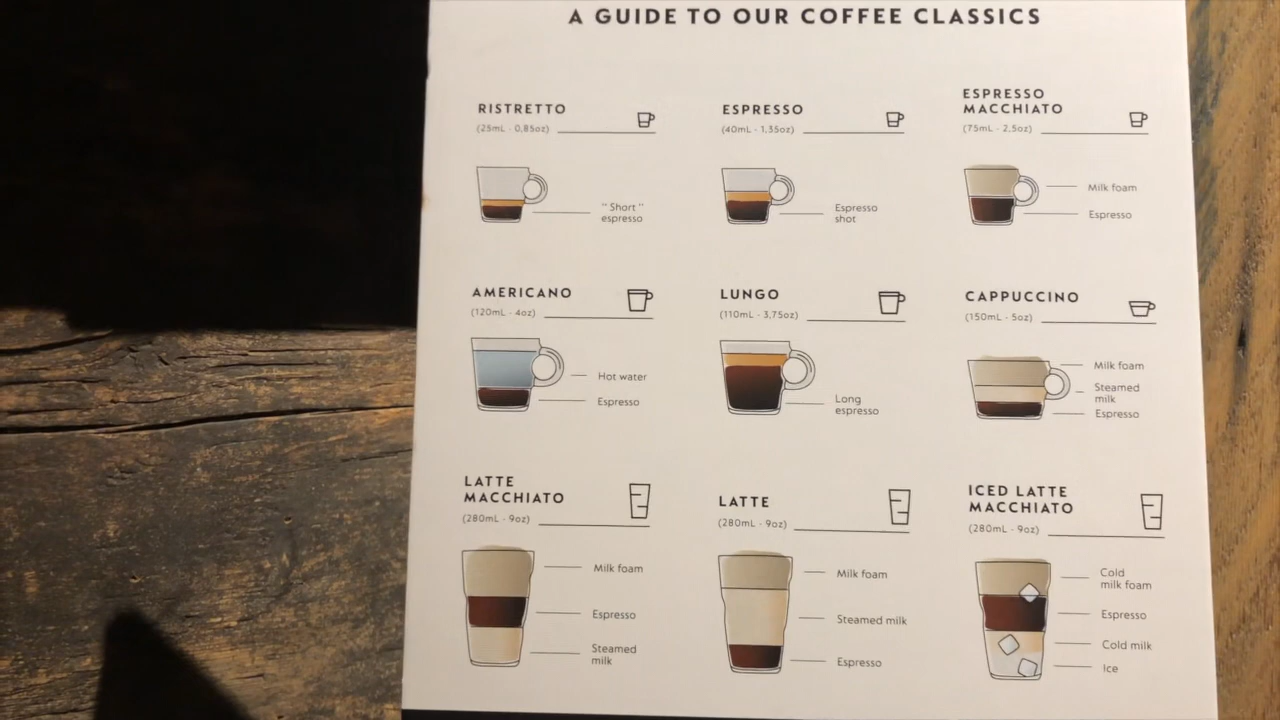 A GUIDE TO OUR COFFEE CLASSICS
RISTRETTO
(25mL - 0,85oz)
" Short "
espresso
ESPRESSO
(40mL - 1,35oz)
Espresso
shot
ESPRESSO
MACCHIATO
(75mL - 2,5oz)
Milk foam
Espresso
AMERICANO
(120mL - 4oz)
Hot water
Espresso
LUNGO
(110mL - 3,75oz)
Long
espresso
CAPPUCCINO
(150mL - 5oz)
Milk foam
Steamed
milk
Espresso
LATTE
MACCHIATO
(280mL - 9oz)
Milk foam
Espresso
Steamed
milk
LATTE
(280mL - 9oz)
Milk foam
Steamed milk
Espresso
ICED LATTE
MACCHIATO
(280mL - 9oz)
Cold
milk foam
Espresso
Cold milk
Ice